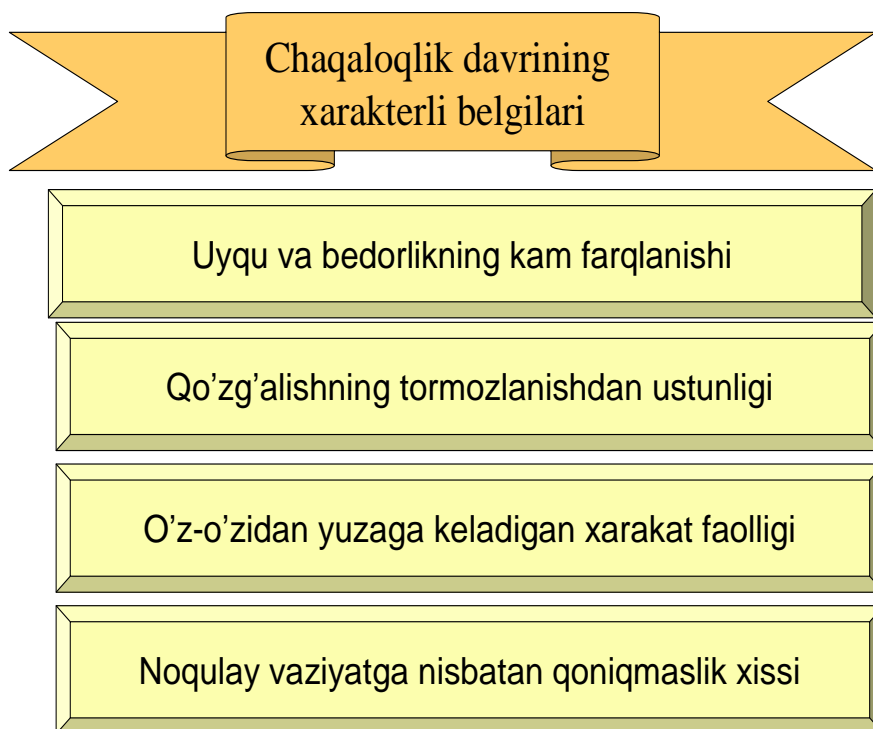 Chaqaloqlik davrining
xarakterli belgilari
Uyqu va bedorlikning kam farqlanishi
Qo’zg’alishning tormozlanishdan ustunligi
O’z-o’zidan yuzaga keladigan xarakat faolligi
Noqulay vaziyatga nisbatan qoniqmaslik xissi